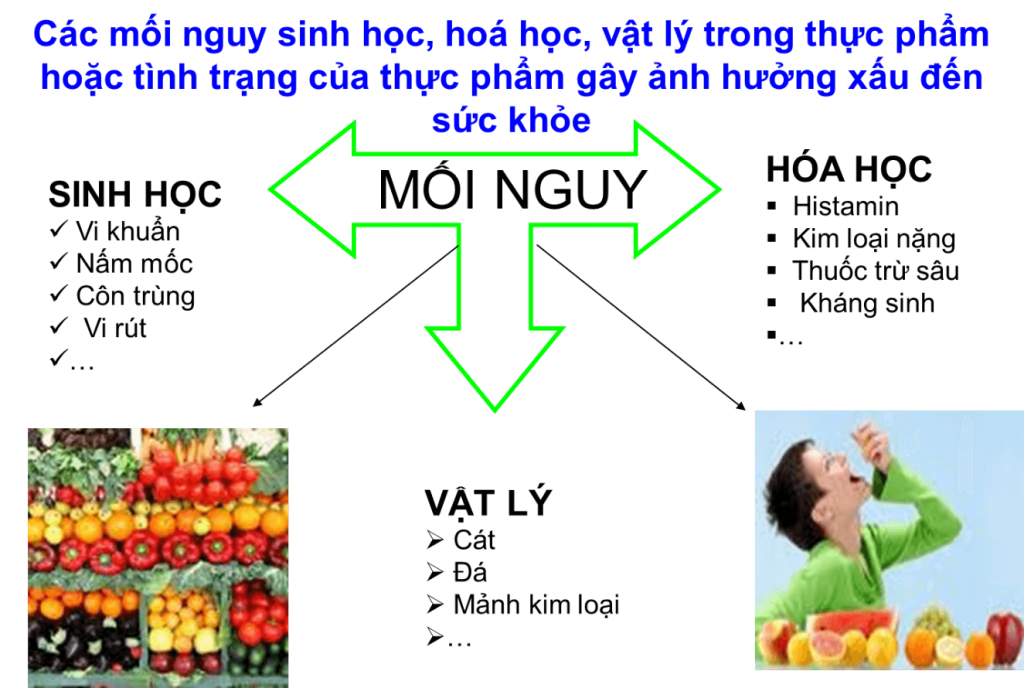 Các mối nguy sinh học, hoá học, vật lý trong thực phẩm
hoặc tình trạng của thực phẩm gây ảnh hưởng xấu đến
sức khỏe
MỐI NGUY
SINH HỌC
✓ Vi khuẩn
✓ Nấm mốc
✓ Côn trùng
✓ Vi rút
✓…
HÓA HỌC
▪ Histamin
▪ Kim loại nặng
▪ Thuốc trừ sâu
▪ Kháng sinh
▪…
VẬT LÝ
➢ Cát
➢ Đá
➢ Mảnh kim loại
➢…